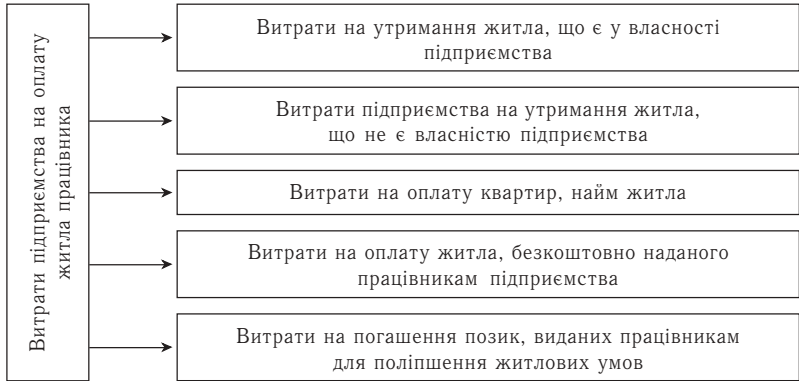 Витрати підприємства на оплату
житла працівника
Витрати на утримання житла, що є у власності
підприємства
Витрати підприємства на утримання житла,
що не є власністю підприємства
Витрати на оплату квартир, найм житла
Витрати на оплату житла, безкоштовно наданого
працівникам підприємства
Витрати на погашення позик, виданих працівникам
для поліпшення житлових умов